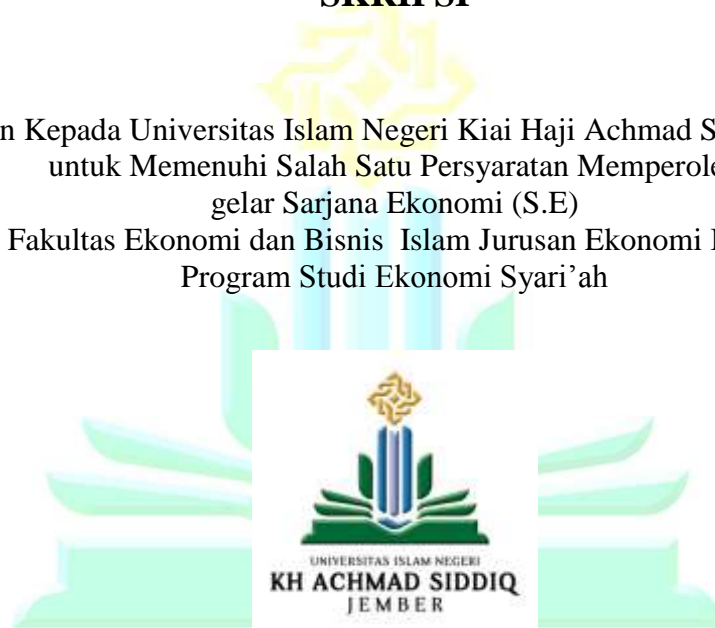 SKRIPSI
n Kepada Universitas Islam Negeri Kiai Haji Achmad S
untuk Memenuhi Salah Satu Persyaratan Memperole
gelar Sarjana Ekonomi (S.E)
Fakultas Ekonomi dan Bisnis Islam Jurusan Ekonomi
Program Studi Ekonomi Syari’ah
UNIVERSITAS ISLAM NEGERI
KH ACHMAD SIDDIQ
JEMBER